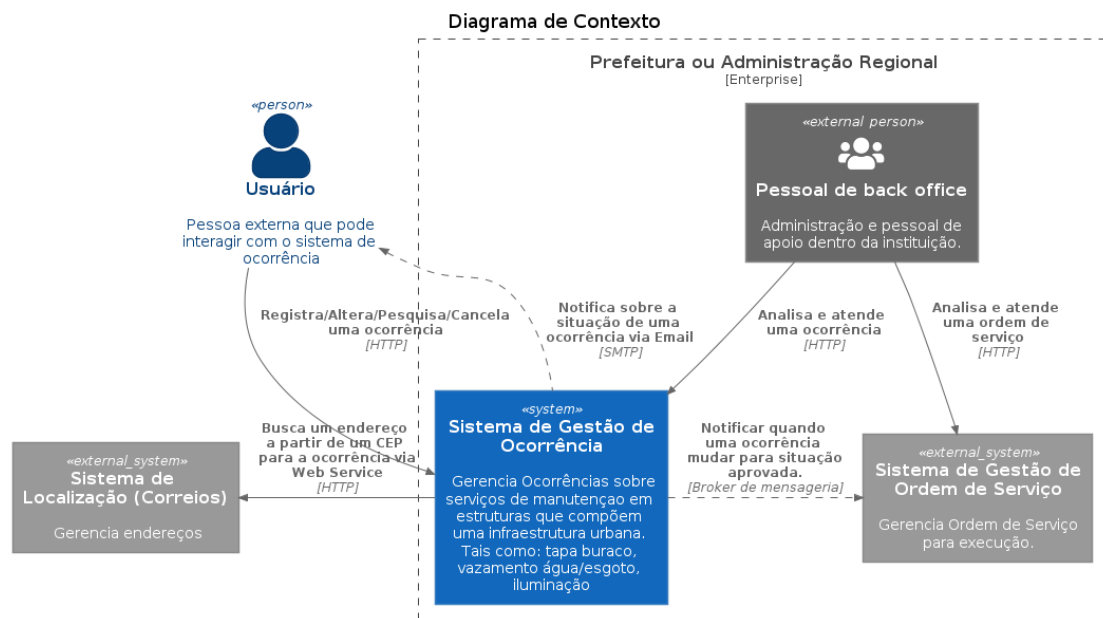 Diagrama de Contexto
Prefeitura ou Administração Regional
[Enterprise]
«person»
Usuário
Pessoa externa que pode
interagir com o sistema de
ocorrência
«external_person»
Pessoal de back office
Administração e pessoal de
apoio dentro da instituição.
Registra/Altera/Pesquisa/Cancela
uma ocorrência
[HTTP]
Notifica sobre a
situação de uma
ocorrência via Email
[SMTP]
Analisa e atende
uma ocorrência
[HTTP]
Analisa e atende
uma ordem de
serviço
[HTTP]
Busca um endereço
a partir de um CEP
para a ocorrência via
Web Service
[HTTP]
«system»
Sistema de Gestão de
Ocorrência
Gerencia Ocorrências sobre
serviços de manutençao em
estruturas que compõem
uma infraestrutura urbana.
Tais como: tapa buraco,
vazamento água/esgoto,
iluminação
Notificar quando
uma ocorrência
mudar para situação
aprovada.
[Broker de mensageria]
«external_system»
Sistema de
Localização (Correios)
Gerencia endereços
«external_system»
Sistema de Gestão de
Ordem de Serviço
Gerencia Ordem de Serviço
para execução.